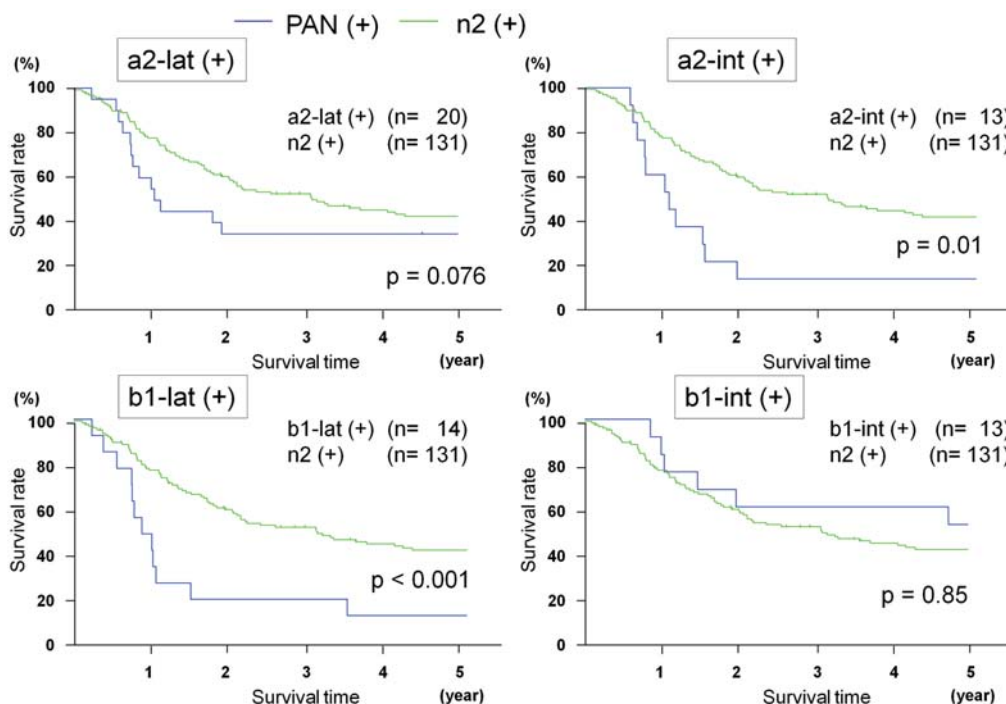 PAN (+) n2 (+)
(%) a2-lat (+)
a2-lat (+) (n= 20)
n2 (+) (n= 131)
100
80
60
40
20
0
Survival rate
p = 0.076
1 2 3 4 5
Survival time (year)
(%) a2-int (+)
a2-int (+) (n= 13)
n2 (+) (n= 131)
100
80
60
40
20
0
Survival rate
p = 0.01
1 2 3 4 5
Survival time (year)
(%) b1-lat (+)
b1-lat (+) (n= 14)
n2 (+) (n= 131)
100
80
60
40
20
0
Survival rate
p < 0.001
1 2 3 4 5
Survival time (year)
(%) b1-int (+)
b1-int (+) (n= 13)
n2 (+) (n= 131)
100
80
60
40
20
0
Survival rate
p = 0.85
1 2 3 4 5
Survival time (year)